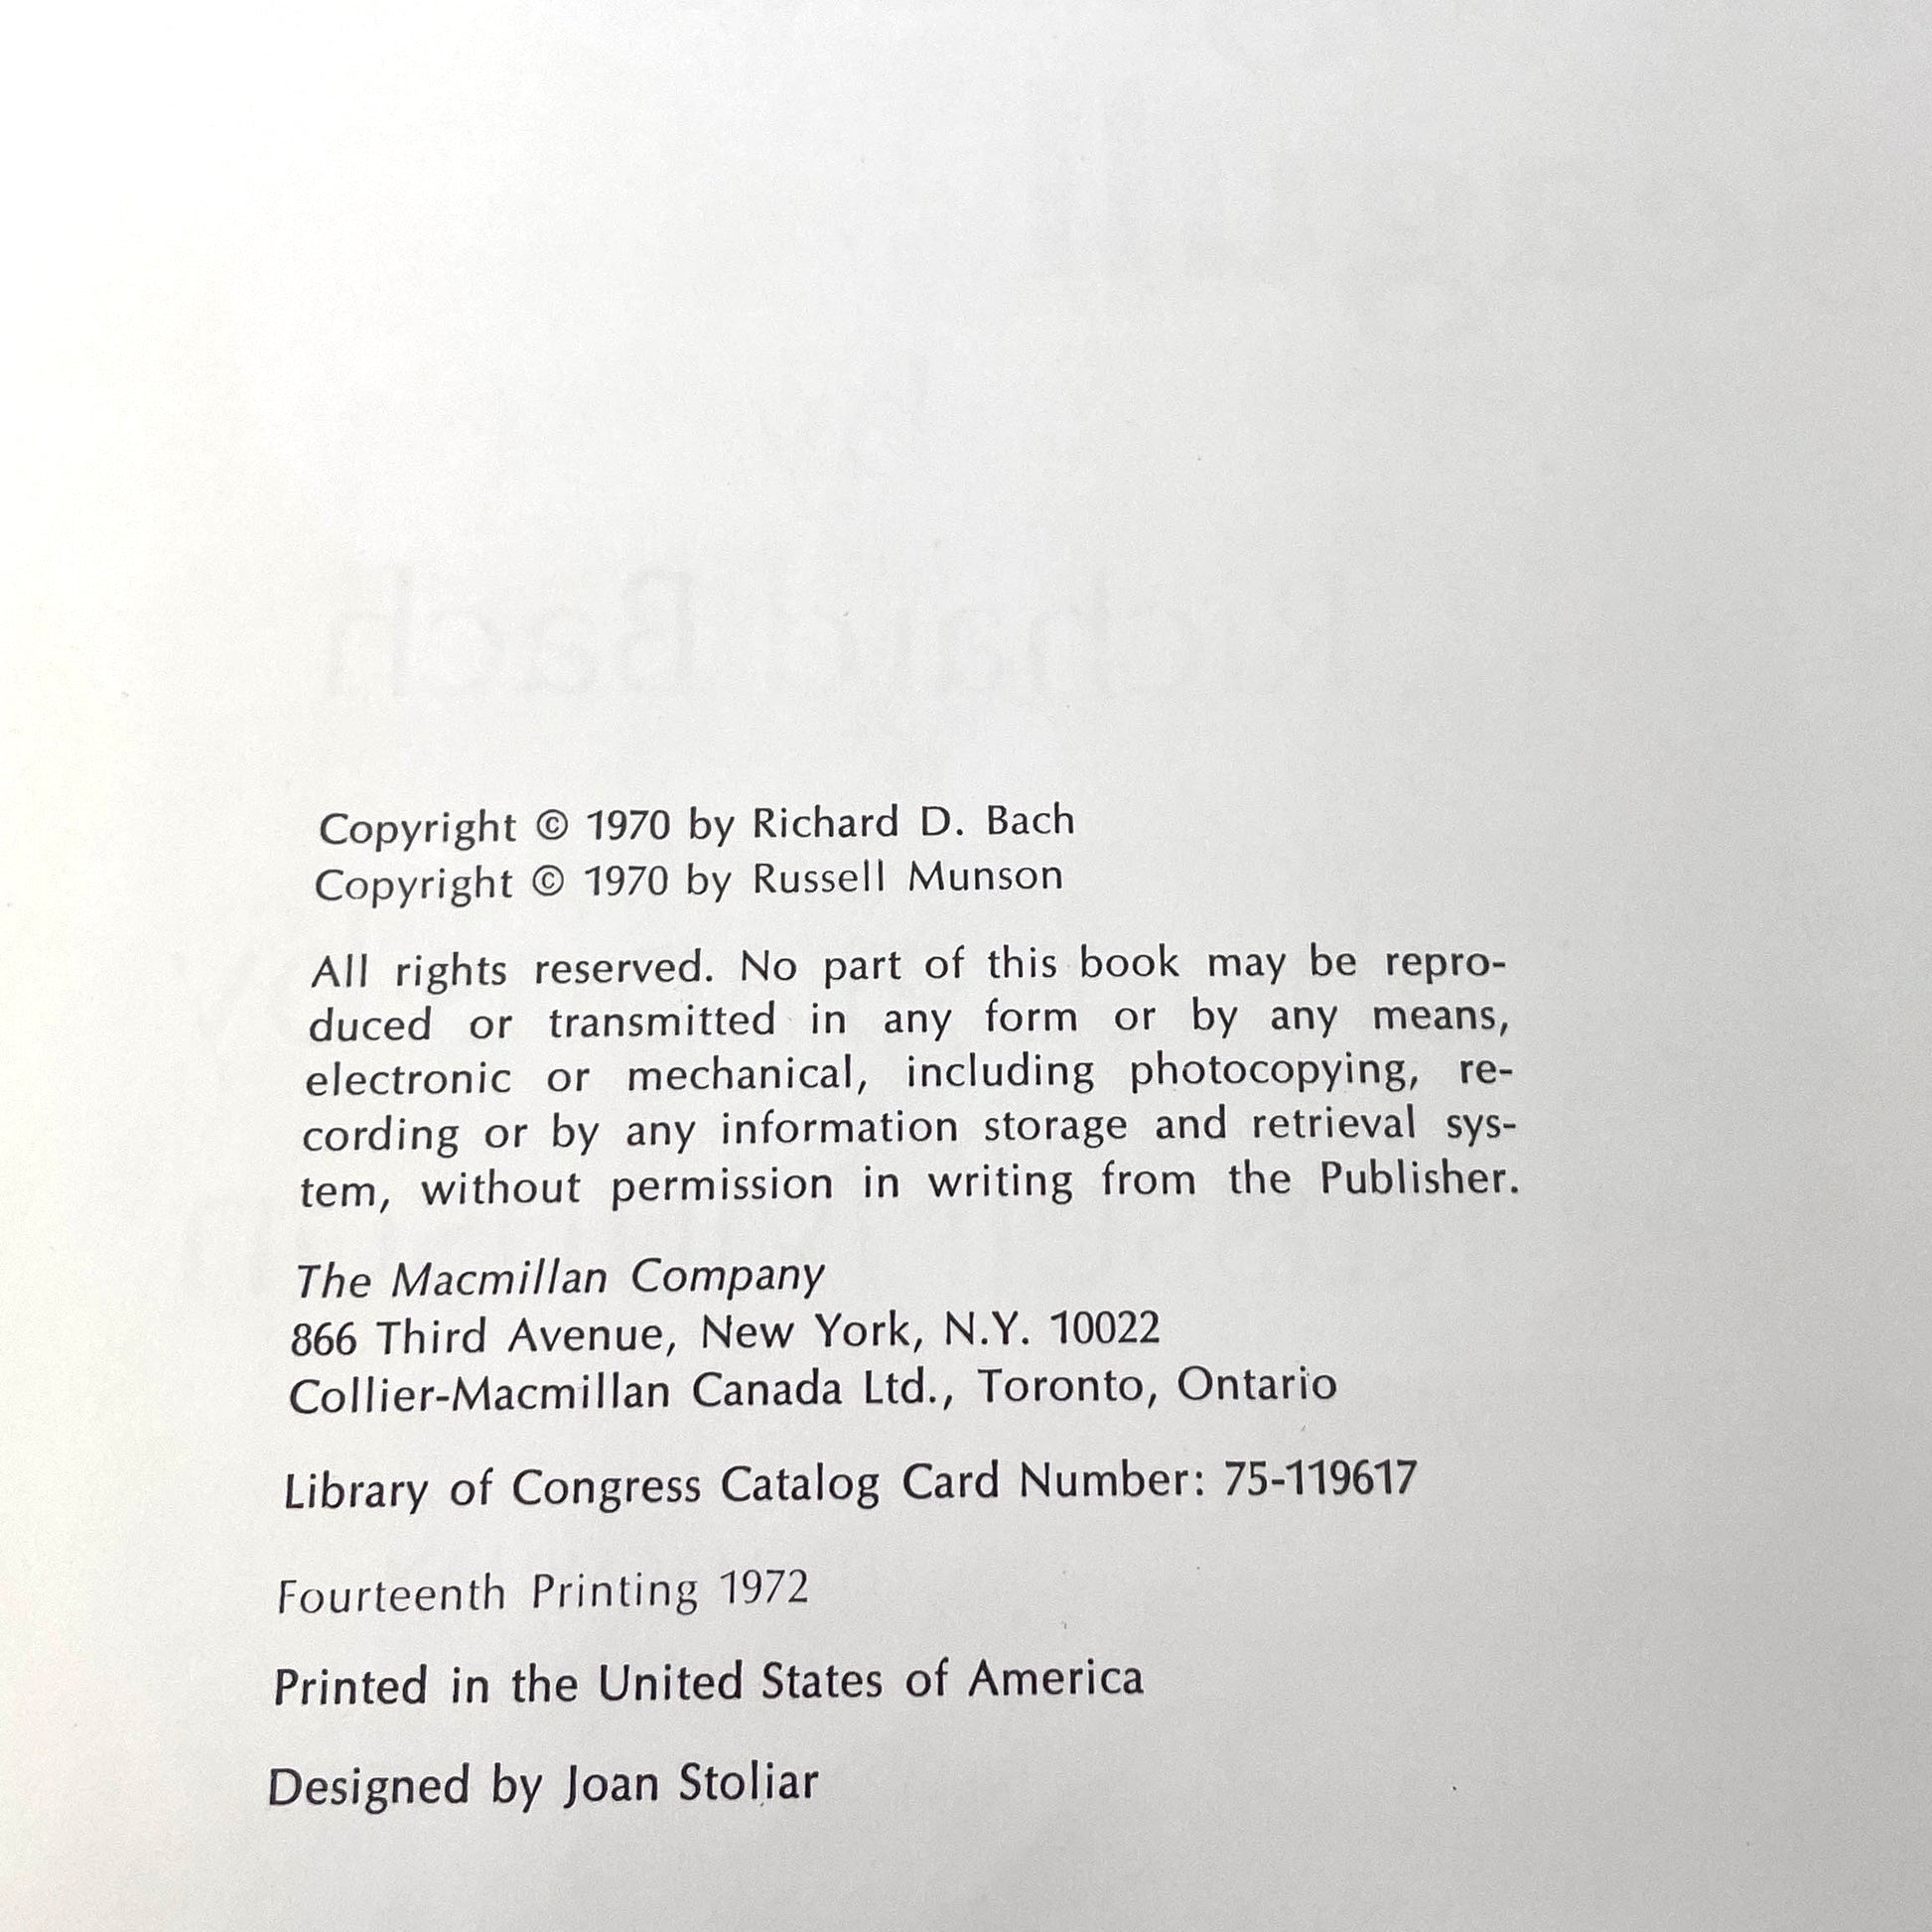 Copyright © 1970 by Richard D. Bach
Copyright © 1970 by Russell Munson
All rights reserved. No part of this book may be repro-
duced or transmitted in any form or by any means,
electronic or mechanical, including photocopying, re-
cording or by any information storage and retrieval sys-
tem, without permission in writing from the Publisher.
The Macmillan Company
866 Third Avenue, New York, N.Y. 10022
Collier-Macmillan Canada Ltd., Toronto, Ontario
Library of Congress Catalog Card Number: 75-119617
Fourteenth Printing 1972
Printed in the United States of America
Designed by Joan Stoliar